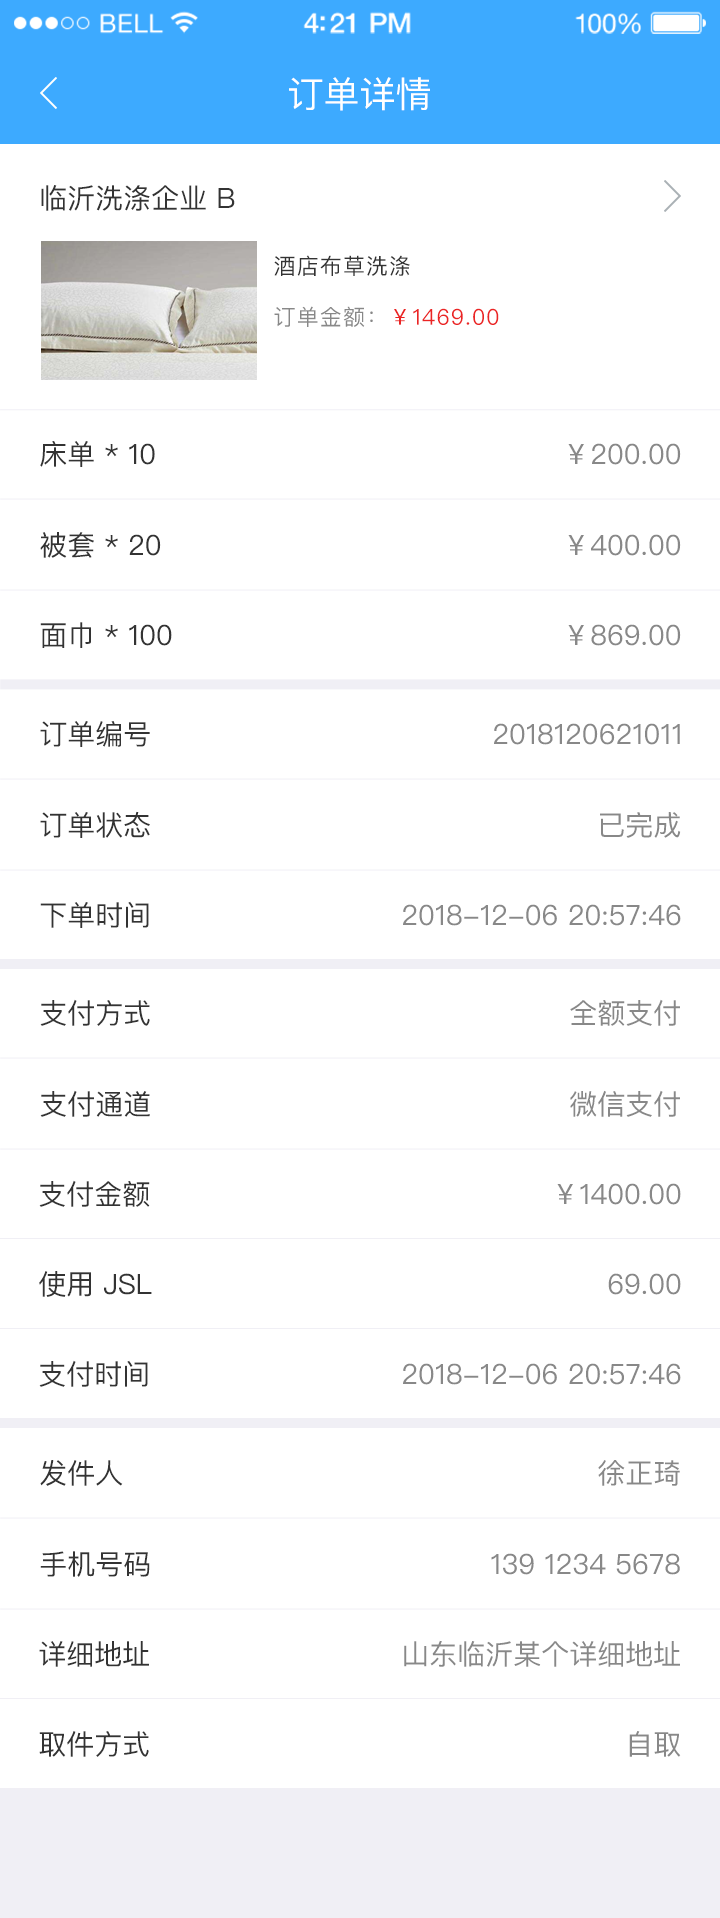 BELL 4:21 PM 100%
订单详情
临沂洗涤企业 B
酒店布草洗涤
订单金额： ￥1469.00
床单 * 10 ￥200.00
被套 * 20 ￥400.00
面巾 * 100 ￥869.00
订单编号 2018120621011
订单状态 已完成
下单时间 2018-12-06 20:57:46
支付方式 全额支付
支付通道 微信支付
支付金额 ￥1400.00
使用 JSL 69.00
支付时间 2018-12-06 20:57:46
发件人 徐正琦
手机号码 139 1234 5678
详细地址 山东临沂某个详细地址
取件方式 自取